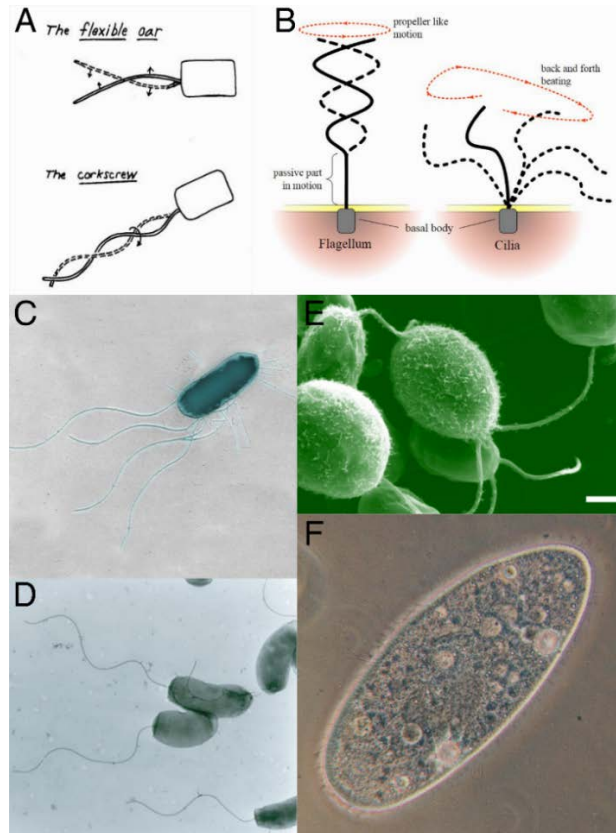 A
The flexible oar
The corkscrew
B
propeller like
motion
back and forth
beating
passive part
in motion
basal body
Flagellum
Cilia
C
D
E
F